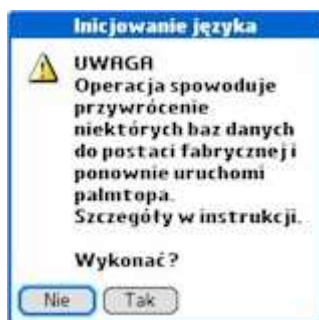 Inicjowanie języka
UWAGA
Operacja spowoduje
przywrócenie
niektórych baz danych
do postaci fabrycznej i
ponownie uruchomi
palmtopa.
Szczegóły w instrukcji.
Wykonać?
Nie Tak